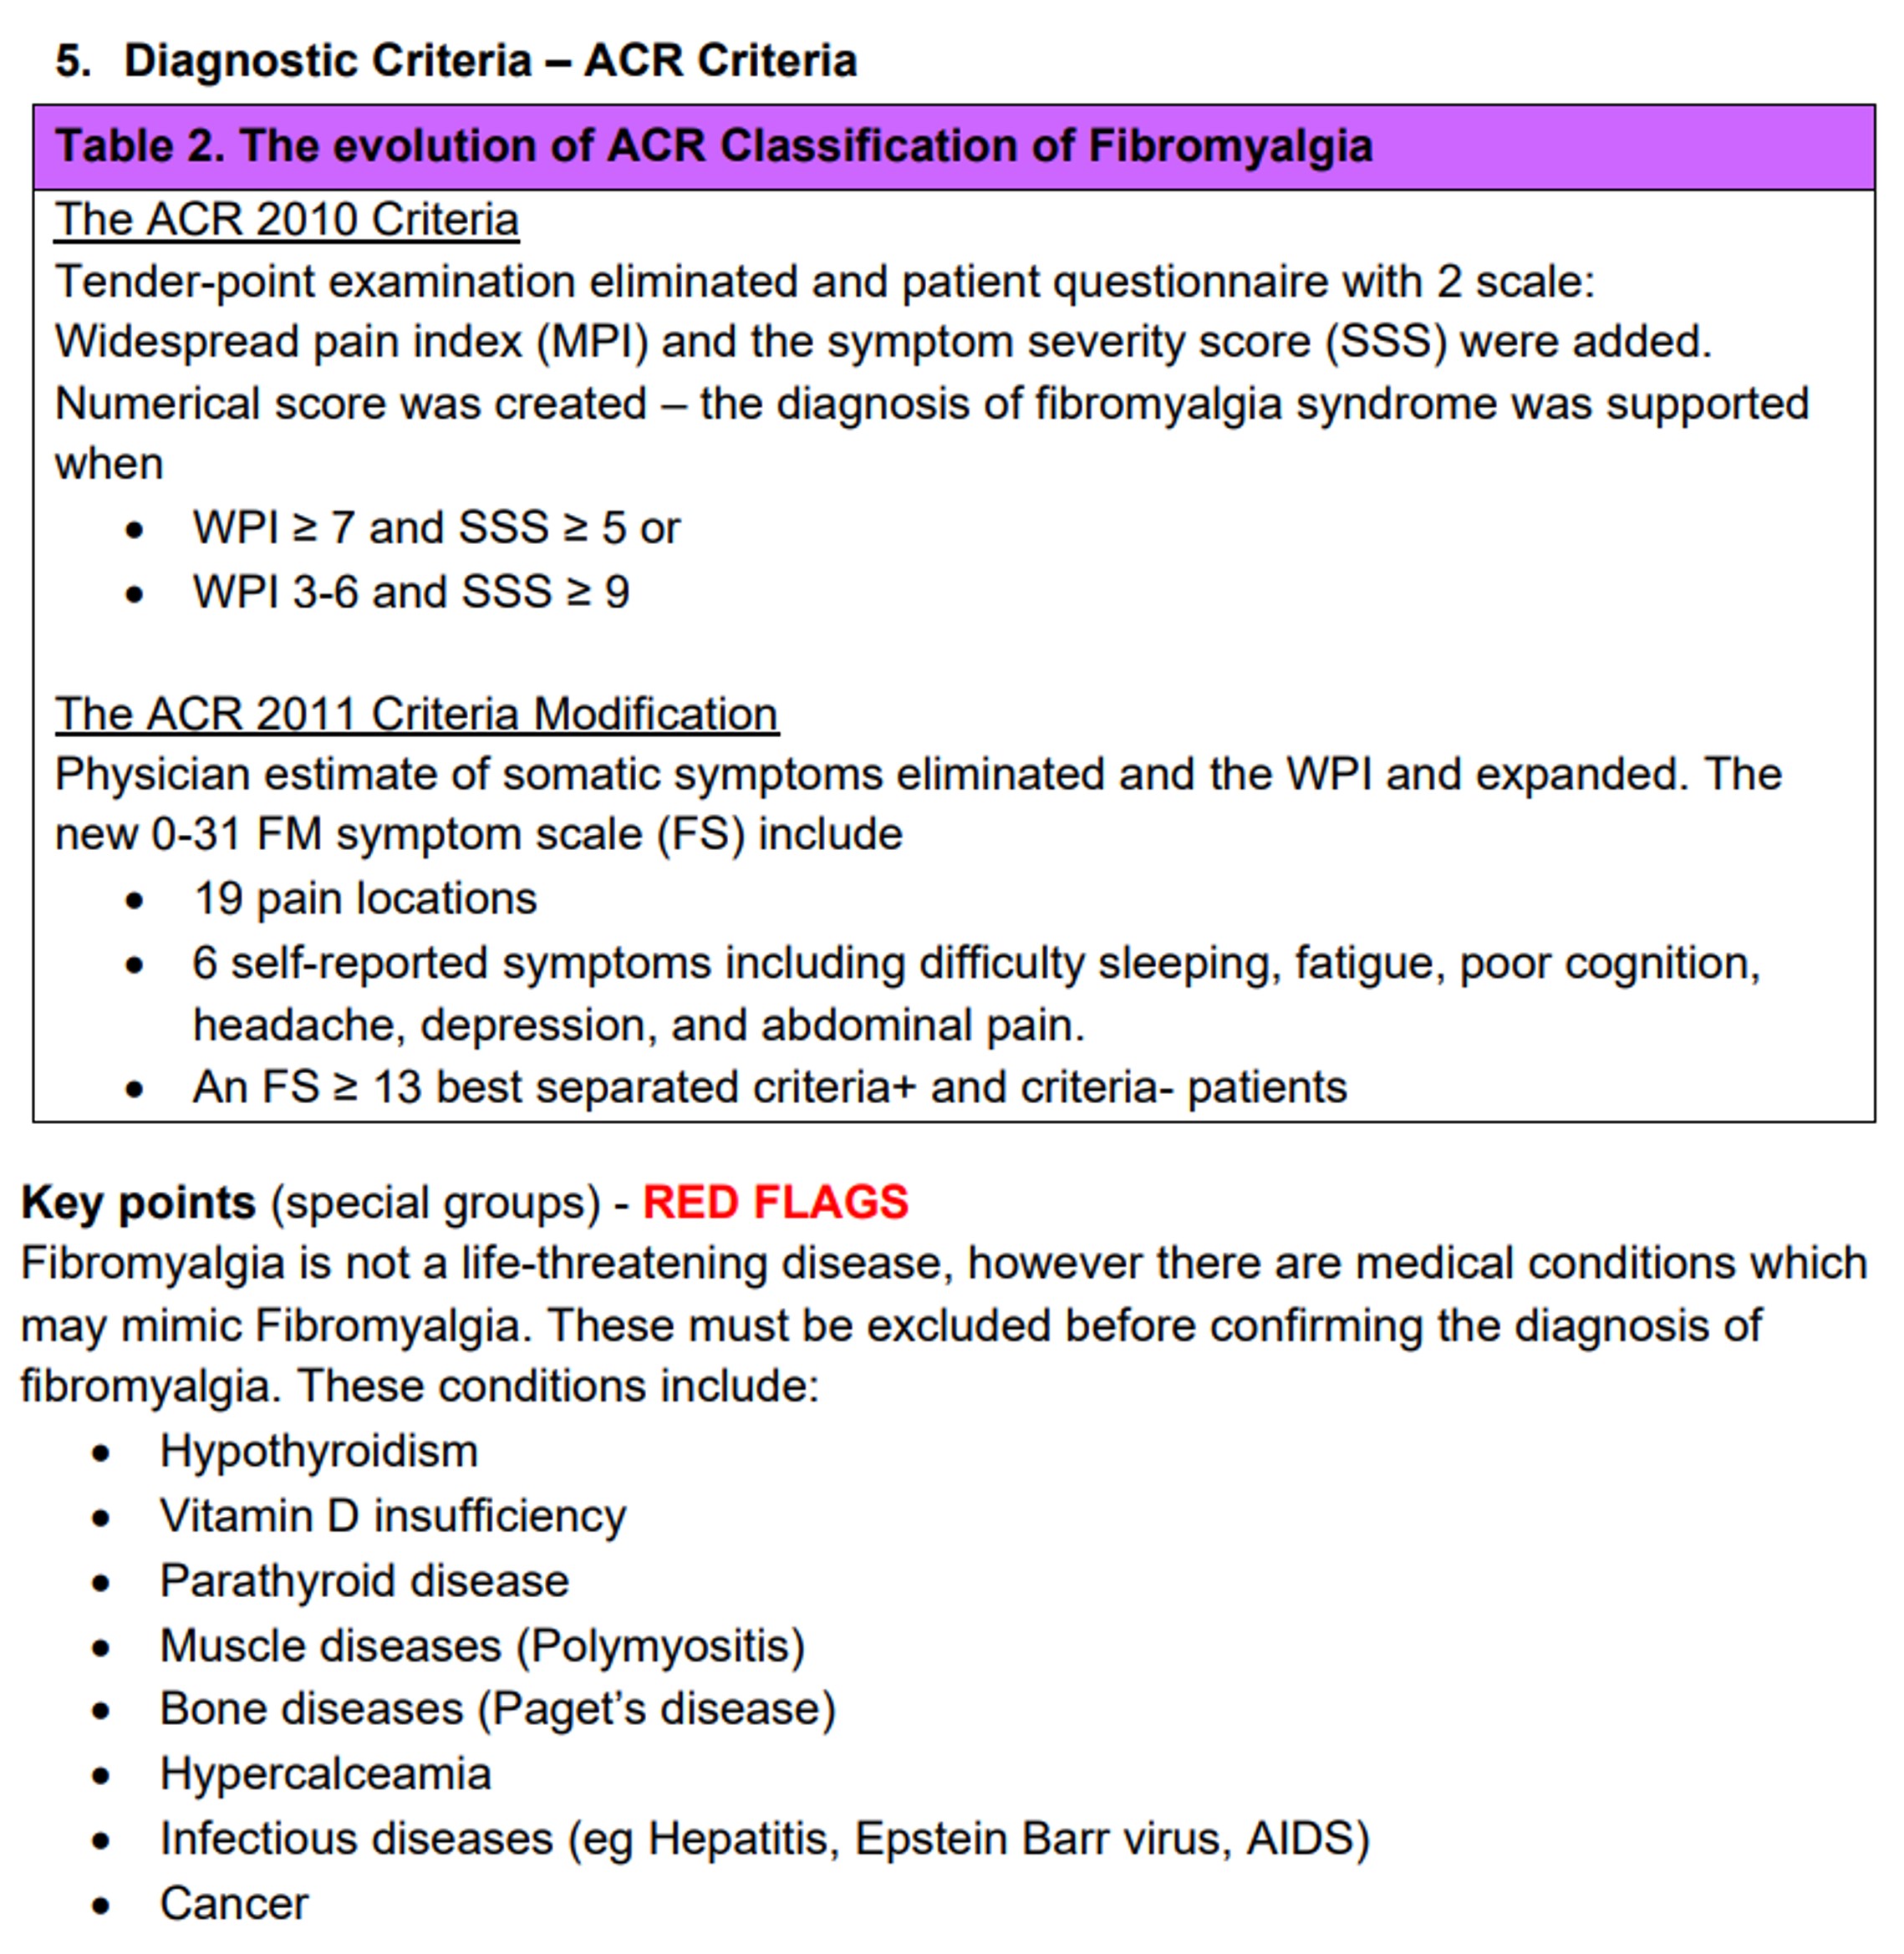 5. Diagnostic Criteria – ACR Criteria
Table 2. The evolution of ACR Classification of Fibromyalgia
The ACR 2010 Criteria
Tender-point examination eliminated and patient questionnaire with 2 scale:
Widespread pain index (MPI) and the symptom severity score (SSS) were added.
Numerical score was created – the diagnosis of fibromyalgia syndrome was supported
when
• WPI ≥ 7 and SSS ≥ 5 or
• WPI 3-6 and SSS ≥ 9
The ACR 2011 Criteria Modification
Physician estimate of somatic symptoms eliminated and the WPI and expanded. The
new 0-31 FM symptom scale (FS) include
• 19 pain locations
• 6 self-reported symptoms including difficulty sleeping, fatigue, poor cognition,
headache, depression, and abdominal pain.
• An FS ≥ 13 best separated criteria+ and criteria- patients
Key points (special groups) - RED FLAGS
Fibromyalgia is not a life-threatening disease, however there are medical conditions which
may mimic Fibromyalgia. These must be excluded before confirming the diagnosis of
fibromyalgia. These conditions include:
• Hypothyroidism
• Vitamin D insufficiency
• Parathyroid disease
• Muscle diseases (Polymyositis)
• Bone diseases (Paget’s disease)
• Hypercalceamia
• Infectious diseases (eg Hepatitis, Epstein Barr virus, AIDS)
• Cancer